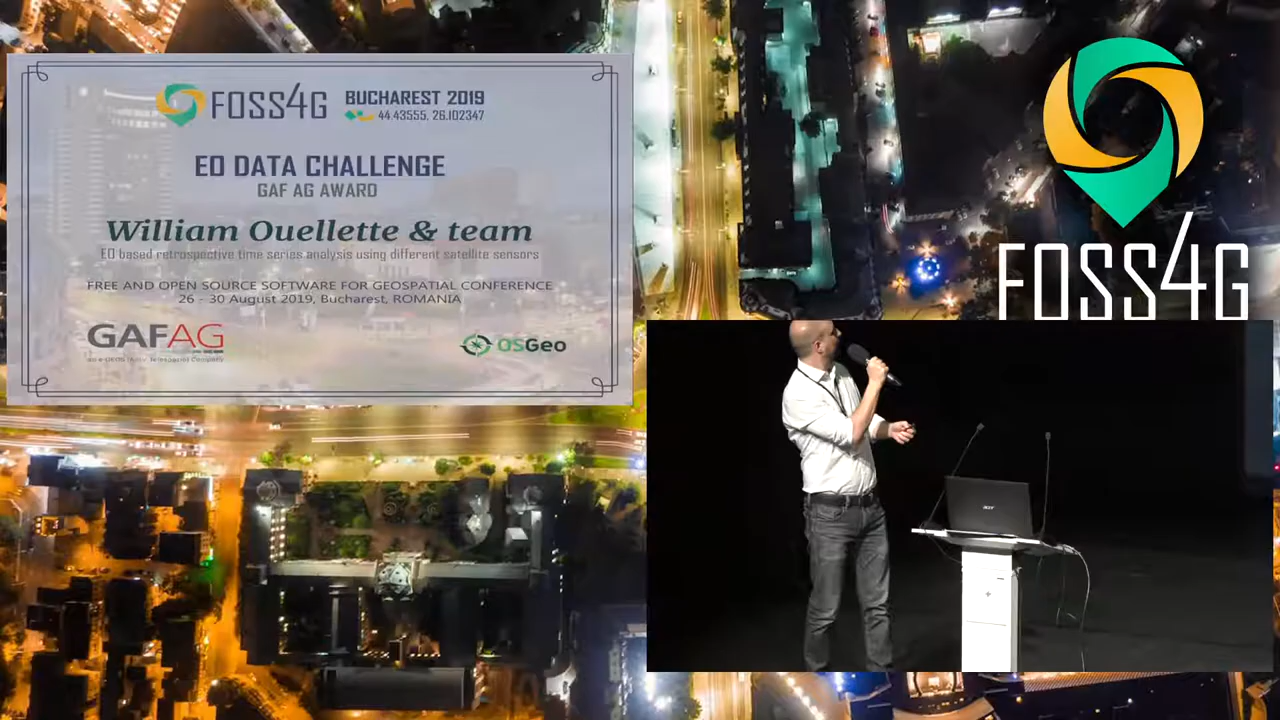 FOSS4G
BUCHAREST 2019
44.43555, 26.102347
EO DATA CHALLENGE
GAF AG AWARD
William Ouellette & team
EO based retrospective time series analysis using different satellite sensors
FREE AND OPEN SOURCE SOFTWARE FOR GEOSPATIAL CONFERENCE
26 - 30 August 2019, Bucharest, ROMANIA
GAFAG
OSGeo
FOSS4G
acer